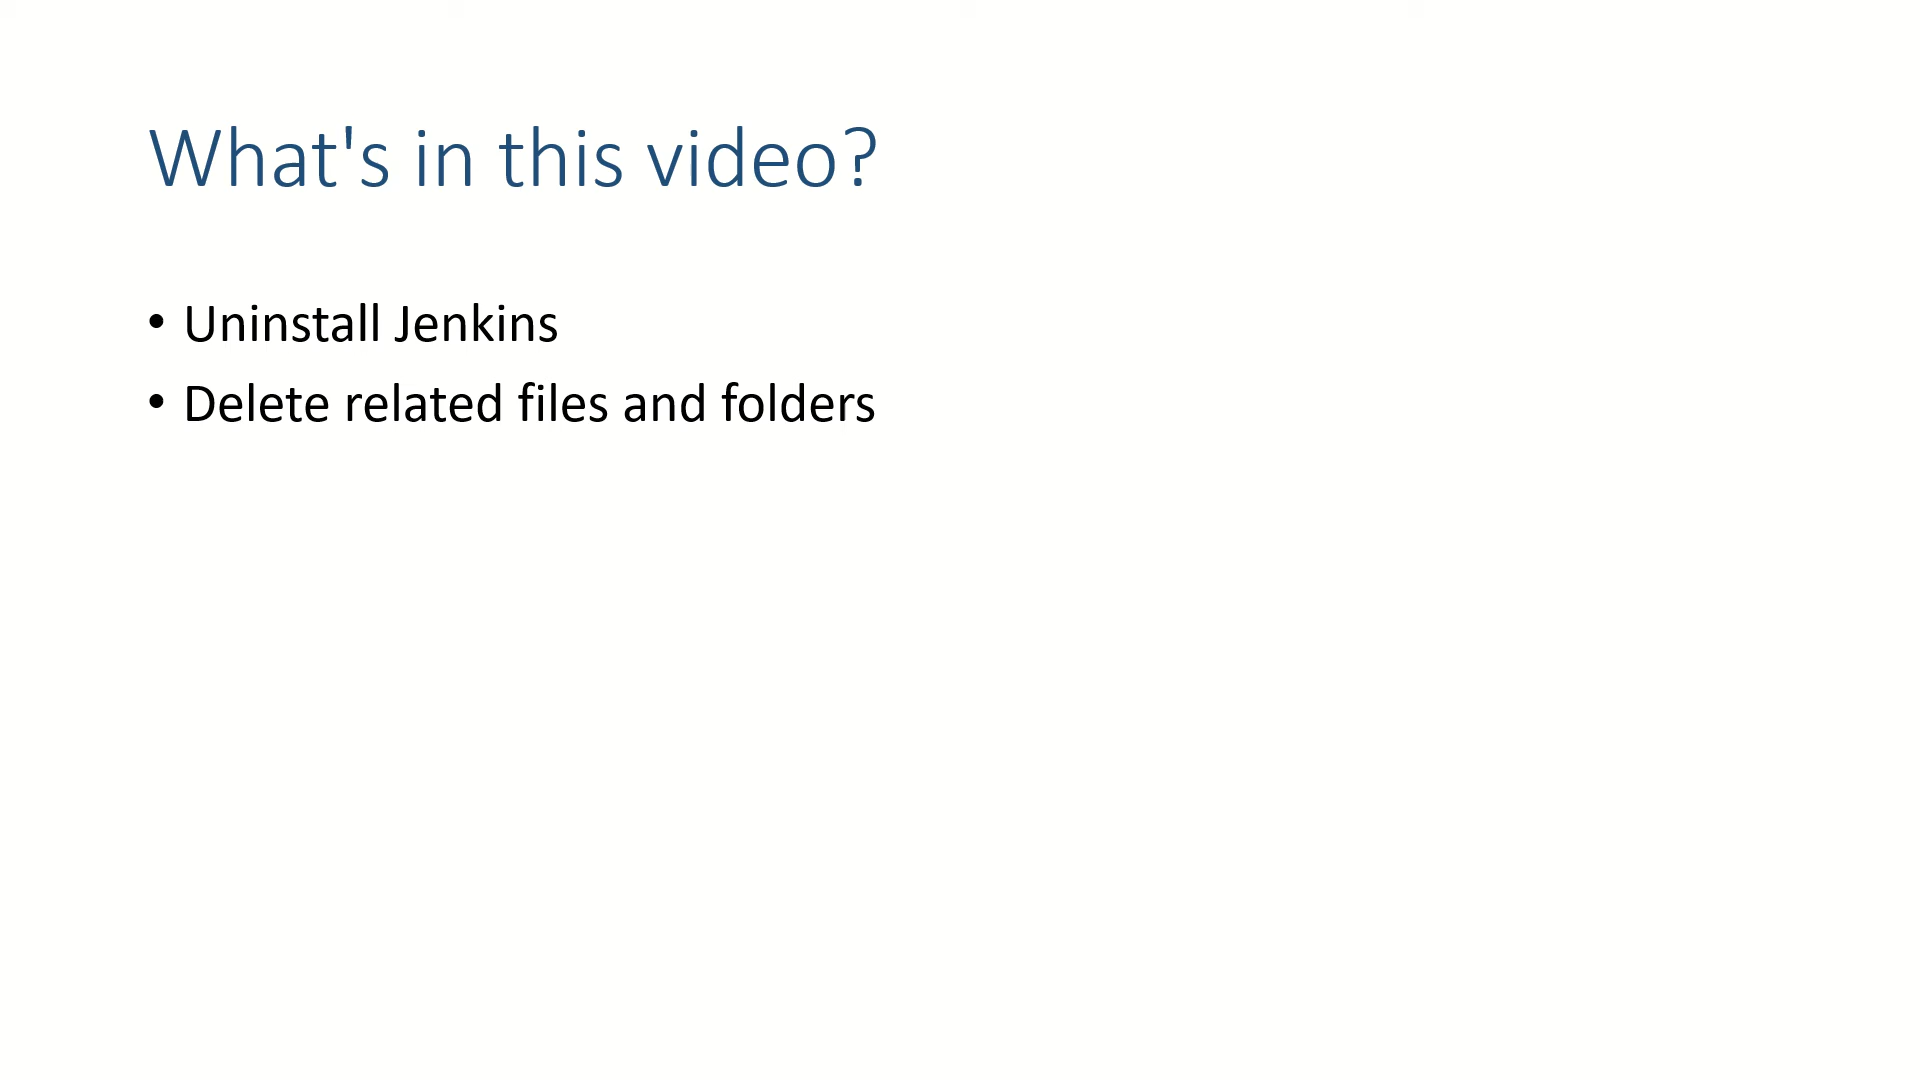 What's in this video?
• Uninstall Jenkins
• Delete related files and folders